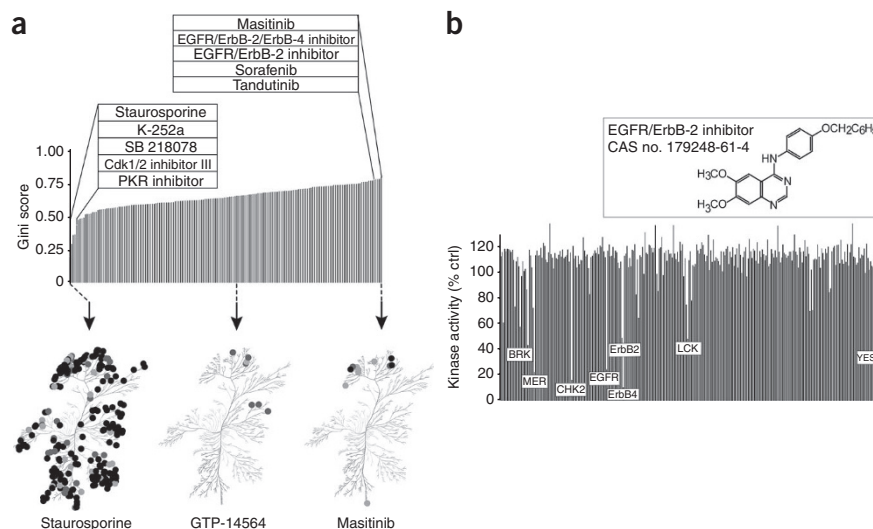 a
Masitinib
EGFR/ErbB-2/ErbB-4 inhibitor
EGFR/ErbB-2 inhibitor
Sorafenib
Tandutinib
Staurosporine
K-252a
SB 218078
Cdk1/2 inhibitor III
PKR inhibitor
Gini score
1.00
0.75
0.50
0.25
0
Staurosporine
GTP-14564
Masitinib
b
EGFR/ErbB-2 inhibitor
CAS no. 179248-61-4
OCH2C6H5
HN
H3CO
N
H3CO
N
Kinase activity (% ctrl)
120
100
80
60
40
20
0
BRK
MER
CHK2
EGFR
ErbB2
ErbB4
LCK
YES